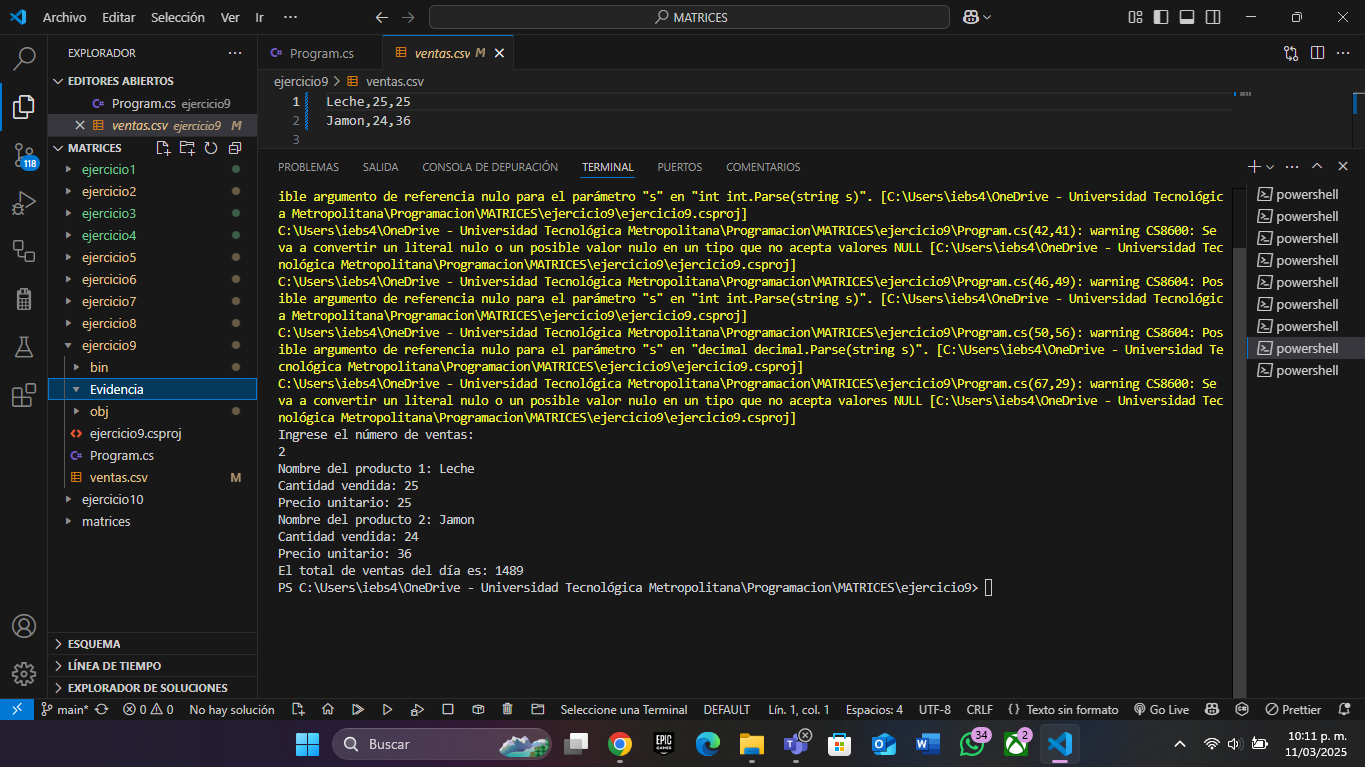 Archivo Editar Selección Ver Ir ···
MATRICES
EXPLORADOR
EDITORES ABIERTOS
Program.cs ejercicio9
ventas.csv ejercicio9 M
MATRICES
ejercicio1
ejercicio2
ejercicio3
ejercicio4
ejercicio5
ejercicio6
ejercicio7
ejercicio8
ejercicio9
bin
Evidencia
obj
ejercicio9.csproj
Program.cs
ventas.csv M
ejercicio10
matrices
ESQUEMA
LÍNEA DE TIEMPO
EXPLORADOR DE SOLUCIONES
118
Program.cs
ventas.csv M
ejercicio9 > ventas.csv
1 Leche,25,25
2 Jamon,24,36
3
PROBLEMAS SALIDA CONSOLA DE DEPURACIÓN TERMINAL PUERTOS COMENTARIOS
ible argumento de referencia nulo para el parámetro "s" en "int int.Parse(string s)". [C:\Users\iebs4\OneDrive - Universidad Tecnológic
a Metropolitana\Programacion\MATRICES\ejercicio9\ejercicio9.csproj]
C:\Users\iebs4\OneDrive - Universidad Tecnológica Metropolitana\Programacion\MATRICES\ejercicio9\Program.cs(42,41): warning CS8600: Se
va a convertir un literal nulo o un posible valor nulo en un tipo que no acepta valores NULL [C:\Users\iebs4\OneDrive - Universidad Tec
nológica Metropolitana\Programacion\MATRICES\ejercicio9\ejercicio9.csproj]
C:\Users\iebs4\OneDrive - Universidad Tecnológica Metropolitana\Programacion\MATRICES\ejercicio9\Program.cs(46,49): warning CS8604: Pos
ible argumento de referencia nulo para el parámetro "s" en "int int.Parse(string s)". [C:\Users\iebs4\OneDrive - Universidad Tecnológic
a Metropolitana\Programacion\MATRICES\ejercicio9\ejercicio9.csproj]
C:\Users\iebs4\OneDrive - Universidad Tecnológica Metropolitana\Programacion\MATRICES\ejercicio9\Program.cs(50,56): warning CS8604: Pos
ible argumento de referencia nulo para el parámetro "s" en "decimal decimal.Parse(string s)". [C:\Users\iebs4\OneDrive - Universidad Te
cnológica Metropolitana\Programacion\MATRICES\ejercicio9\ejercicio9.csproj]
C:\Users\iebs4\OneDrive - Universidad Tecnológica Metropolitana\Programacion\MATRICES\ejercicio9\Program.cs(67,29): warning CS8600: Se
va a convertir un literal nulo o un posible valor nulo en un tipo que no acepta valores NULL [C:\Users\iebs4\OneDrive - Universidad Tec
nológica Metropolitana\Programacion\MATRICES\ejercicio9\ejercicio9.csproj]
Ingrese el número de ventas:
2
Nombre del producto 1: Leche
Cantidad vendida: 25
Precio unitario: 25
Nombre del producto 2: Jamon
Cantidad vendida: 24
Precio unitario: 36
El total de ventas del día es: 1489
PS C:\Users\iebs4\OneDrive - Universidad Tecnológica Metropolitana\Programacion\MATRICES\ejercicio9>
powershell
powershell
powershell
powershell
powershell
powershell
powershell
powershell
powershell
main* 0 0 No hay solución Seleccione una Terminal DEFAULT Lín. 1, col. 1 Espacios: 4 UTF-8 CRLF {} Texto sin formato Go Live Prettier
Buscar
EPIC GAMES
34
2
10:11 p. m.
11/03/2025